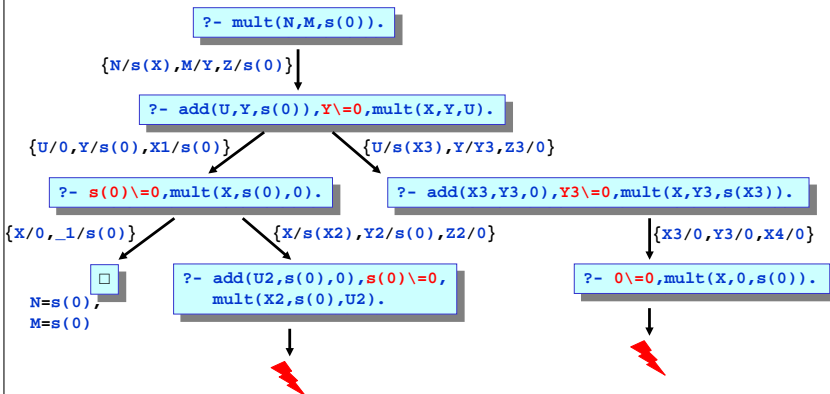 ?- mult(N,M,s(0)).
{N/s(X),M/Y,Z/s(0)}
?- add(U,Y,s(0)),Y\=0,mult(X,Y,U).
{U/0,Y/s(0),X1/s(0)}
{U/s(X3),Y/Y3,Z3/0}
?- s(0)\=0,mult(X,s(0),0).
?- add(X3,Y3,0),Y3\=0,mult(X,Y3,s(X3)).
{X/0,_1/s(0)}
{X/s(X2),Y2/s(0),Z2/0}
{X3/0,Y3/0,X4/0}
□
N=s(0),
M=s(0)
?- add(U2,s(0),0),s(0)\=0,
mult(X2,s(0),U2).
?- 0\=0,mult(X,0,s(0)).